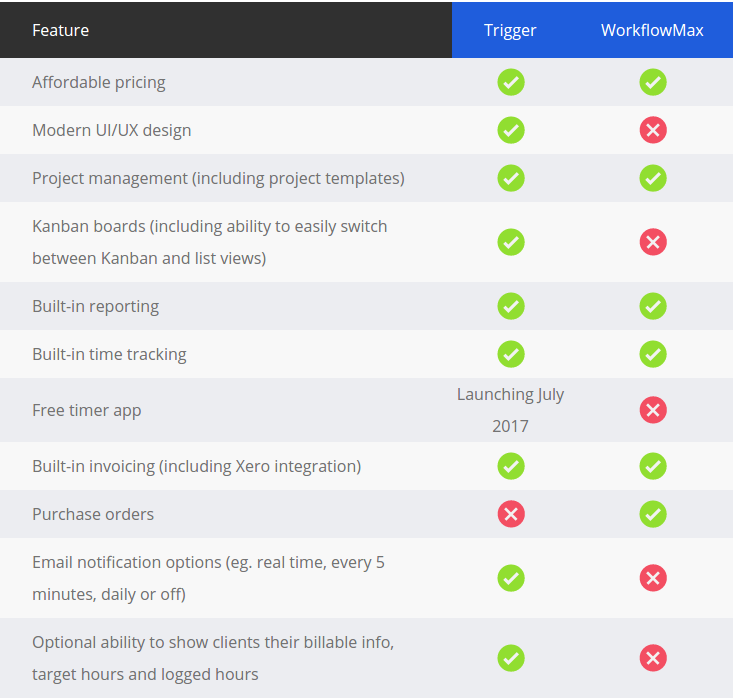 Feature Trigger WorkflowMax
Affordable pricing
Modern UI/UX design
Project management (including project templates)
Kanban boards (including ability to easily switch
between Kanban and list views)
Built-in reporting
Built-in time tracking
Free timer app
Launching July
2017
Built-in invoicing (including Xero integration)
Purchase orders
Email notification options (eg. real time, every 5
minutes, daily or off)
Optional ability to show clients their billable info,
target hours and logged hours